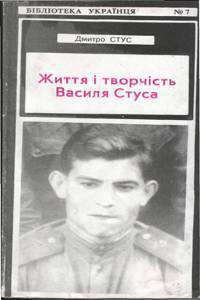 БІБЛІОТЕКА УКРАЇНЦЯ № 7
Дмитро СТУС
Життя і творчість
Василя Стуса